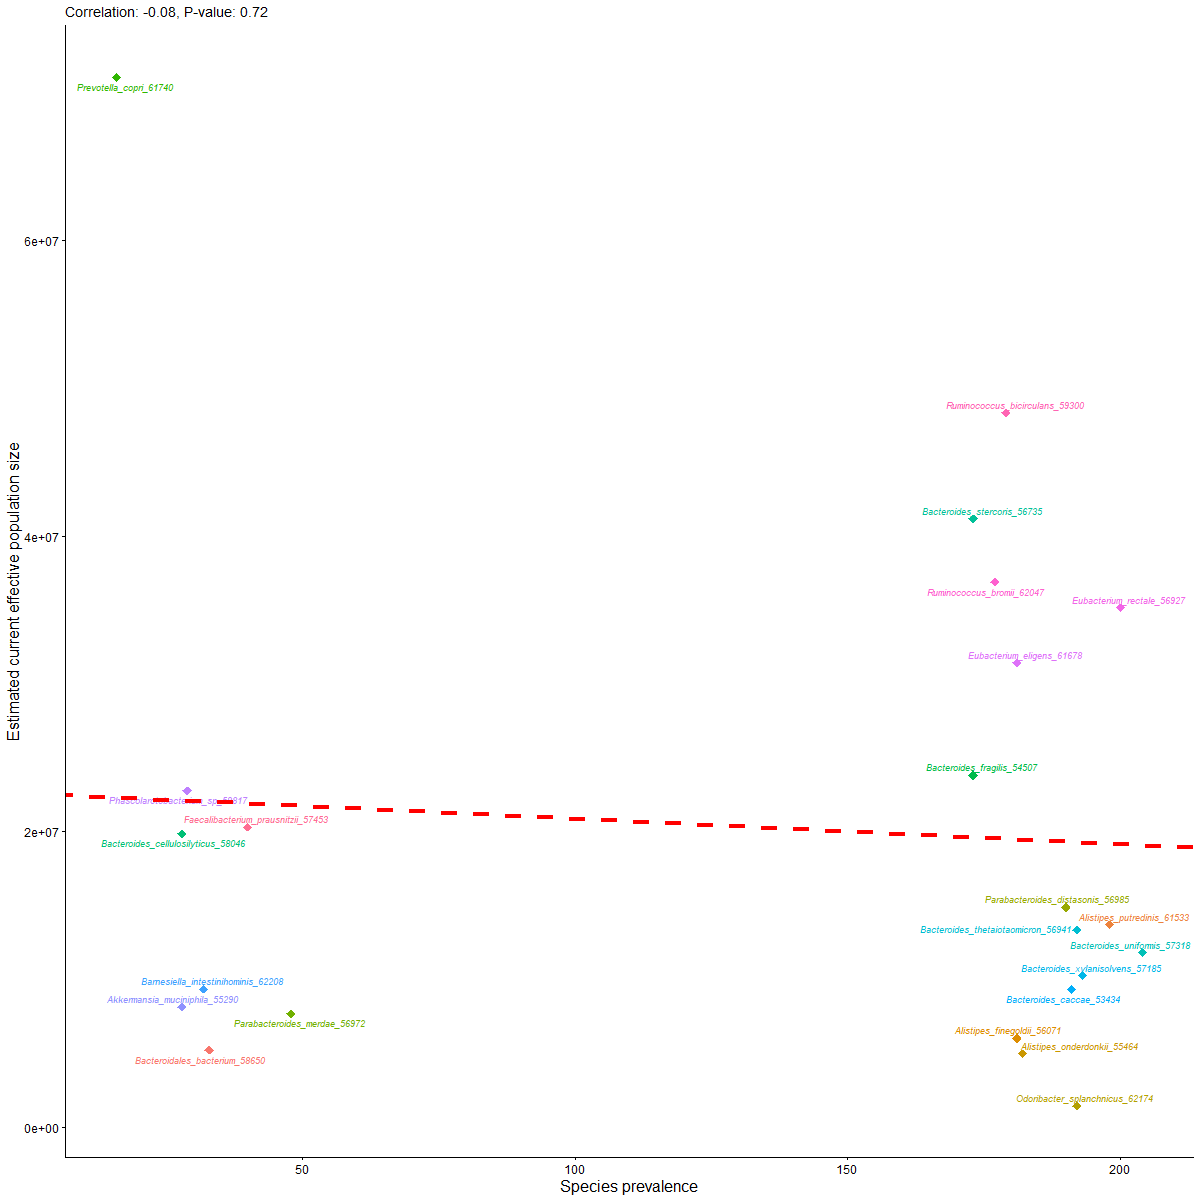 Correlation: -0.08, P-value: 0.72
Prevotella_copri_61740
6e+07
Ruminococcus_bicirculans_59300
Bacteroides_stercoris_56735
4e+07
Ruminococcus_bromii_62047
Eubacterium_rectale_56927
Eubacterium_eligens_61678
Estimated current effective population size
Bacteroides_fragilis_54507
Phascolarctobacterium_sp_59817
Faecalibacterium_prausnitzii_57453
2e+07
Bacteroides_cellulosilyticus_58046
Parabacteroides_distasonis_56985
Alistipes_putredinis_61533
Bacteroides_thetaiotaomicron_56941
Bacteroides_uniformis_57318
Bacteroides_xylanisolvens_57185
Barnesiella_intestinihominis_62208
Akkermansia_muciniphila_55290
Bacteroides_caccae_53434
Parabacteroides_merdae_56972
Alistipes_finegoldii_56071
Alistipes_onderdonkii_55464
Bacteroidales_bacterium_58650
Odoribacter_splanchnicus_62174
0e+00
50
100
150
200
Species prevalence